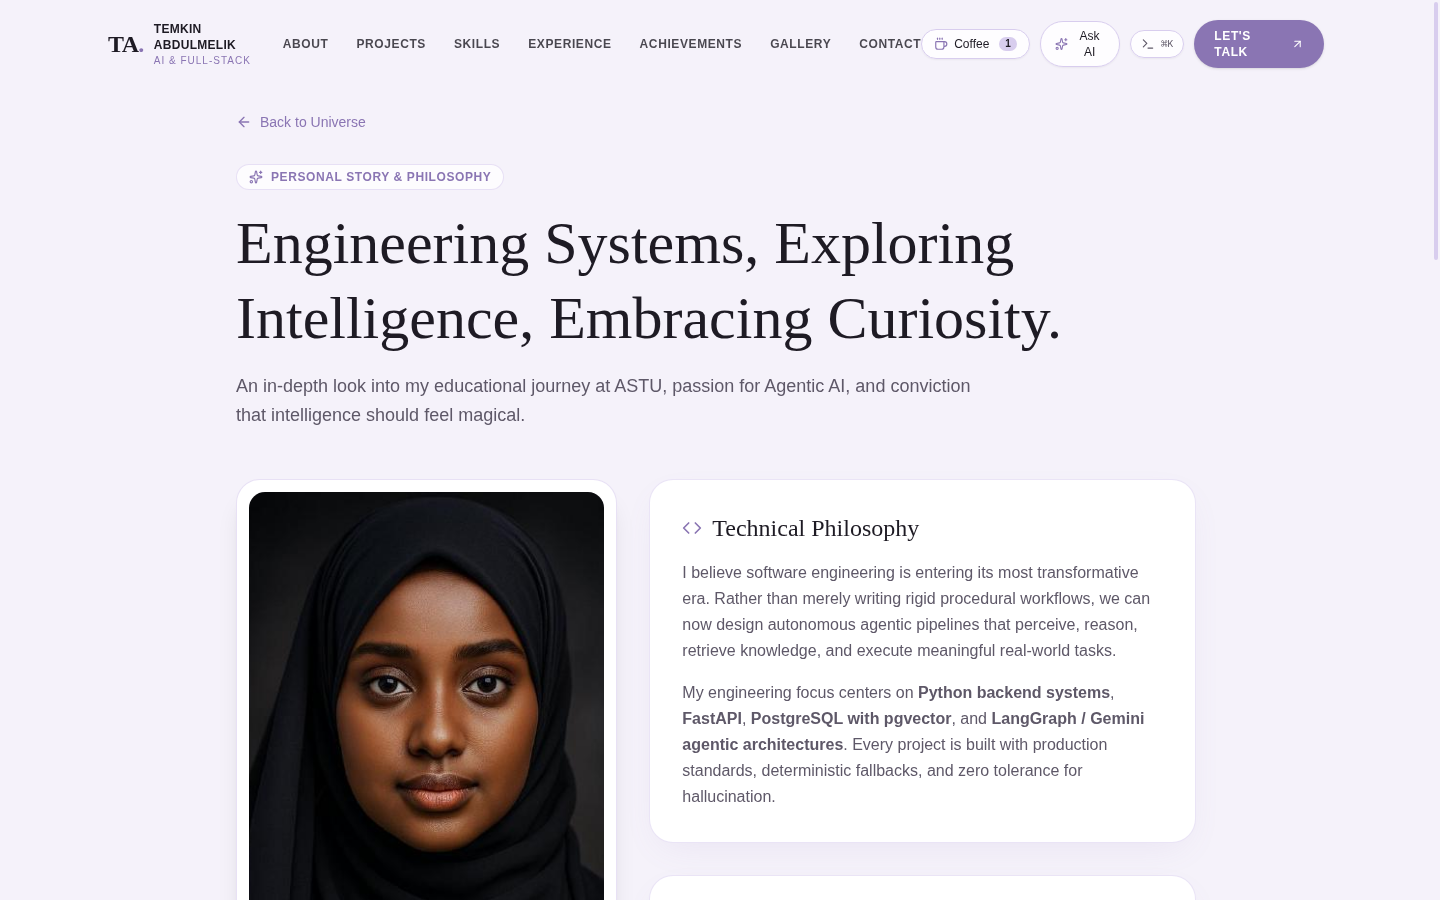 TA.
TEMKIN
ABDULMELIK
AI & FULL-STACK
ABOUT
PROJECTS
SKILLS
EXPERIENCE
ACHIEVEMENTS
GALLERY
CONTACT
Coffee 1
Ask
AI
⌘K
LET'S
TALK
Back to Universe
PERSONAL STORY & PHILOSOPHY
Engineering Systems, Exploring
Intelligence, Embracing Curiosity.
An in-depth look into my educational journey at ASTU, passion for Agentic AI, and conviction
that intelligence should feel magical.
Technical Philosophy
I believe software engineering is entering its most transformative
era. Rather than merely writing rigid procedural workflows, we can
now design autonomous agentic pipelines that perceive, reason,
retrieve knowledge, and execute meaningful real-world tasks.
My engineering focus centers on Python backend systems,
FastAPI, PostgreSQL with pgvector, and LangGraph / Gemini
agentic architectures. Every project is built with production
standards, deterministic fallbacks, and zero tolerance for
hallucination.